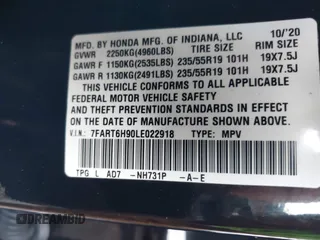 MFD. BY HONDA MFG. OF INDIANA, LLC 10/'20
GVWR 2250KG(4960LBS) TIRE SIZE RIM SIZE
GAWR F 1150KG(2535LBS) 235/55R19 101H 19X7.5J
GAWR R 1130KG(2491LBS) 235/55R19 101H 19X7.5J
THIS VEHICLE CONFORMS TO ALL APPLICABLE
FEDERAL MOTOR VEHICLE SAFETY STANDARDS IN EFFECT
ON THE DATE OF MANUFACTURE SHOWN ABOVE.
VIN: 7FART6H90LE022918 TYPE: MPV
TPG L AD7 -NH731P -A-E
CRASHEDAMID